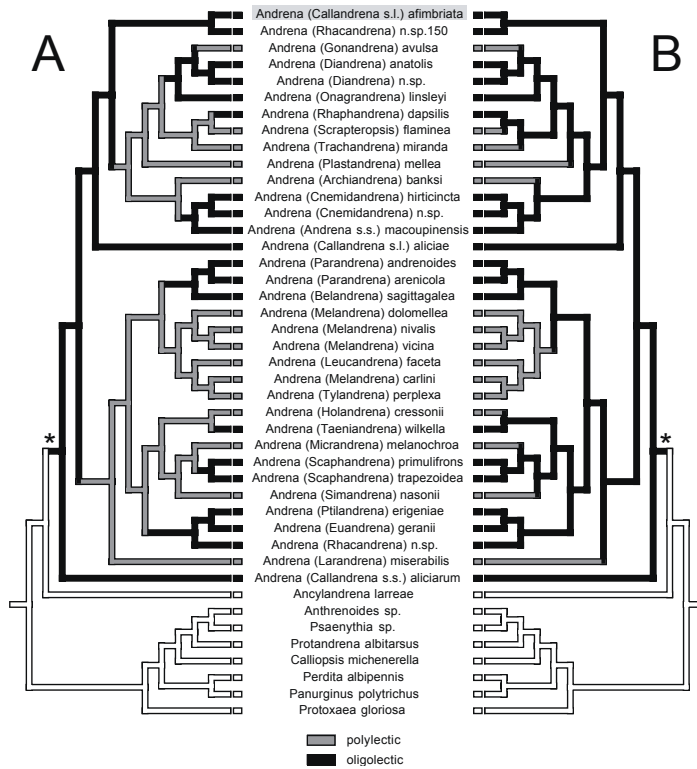 Andrena (Callandrena s.l.) afimbriata
Andrena (Rhacandrena) n.sp.150
A
B
Andrena (Gonandrena) avulsa
Andrena (Diandrena) anatolis
Andrena (Diandrena) n.sp.
Andrena (Onagrandrena) linsleyi
Andrena (Rhaphandrena) dapsilis
Andrena (Scrapteropsis) flaminea
Andrena (Trachandrena) miranda
Andrena (Plastandrena) mellea
Andrena (Archiandrena) banksi
Andrena (Cnemidandrena) hirticincta
Andrena (Cnemidandrena) n.sp.
Andrena (Andrena s.s.) macoupinensis
Andrena (Callandrena s.l.) aliciae
Andrena (Parandrena) andrenoides
Andrena (Parandrena) arenicola
Andrena (Belandrena) sagittagalea
Andrena (Melandrena) dolomellea
Andrena (Melandrena) nivalis
Andrena (Melandrena) vicina
Andrena (Leucandrena) faceta
Andrena (Melandrena) carlini
Andrena (Tylandrena) perplexa
Andrena (Holandrena) cressonii
Andrena (Taeniandrena) wilkella
* *
Andrena (Micrandrena) melanochroa
Andrena (Scaphandrena) primulifrons
Andrena (Scaphandrena) trapezoidea
Andrena (Simandrena) nasonii
Andrena (Ptilandrena) erigeniae
Andrena (Euandrena) geranii
Andrena (Rhacandrena) n.sp.
Andrena (Larandrena) miserabilis
Andrena (Callandrena s.s.) aliciarum
Ancylandrena larreae
Anthrenoides sp.
Psaenythia sp.
Protandrena albitarsus
Calliopsis michenerella
Perdita albipennis
Panurginus polytrichus
Protoxaea gloriosa
polylectic
oligolectic